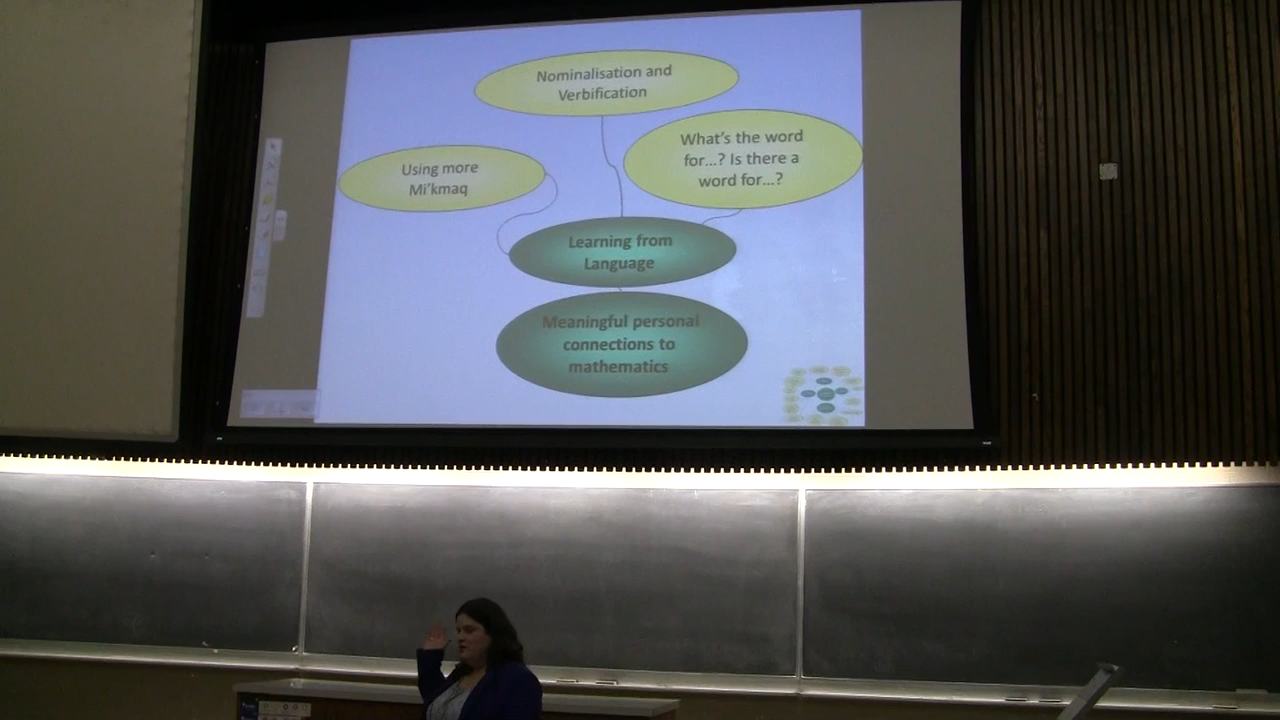 Nominalisation and
Verbification
What's the word
for...? Is there a
word for...?
Using more
Mi'kmaq
Learning from
Language
Meaningful personal
connections to
mathematics